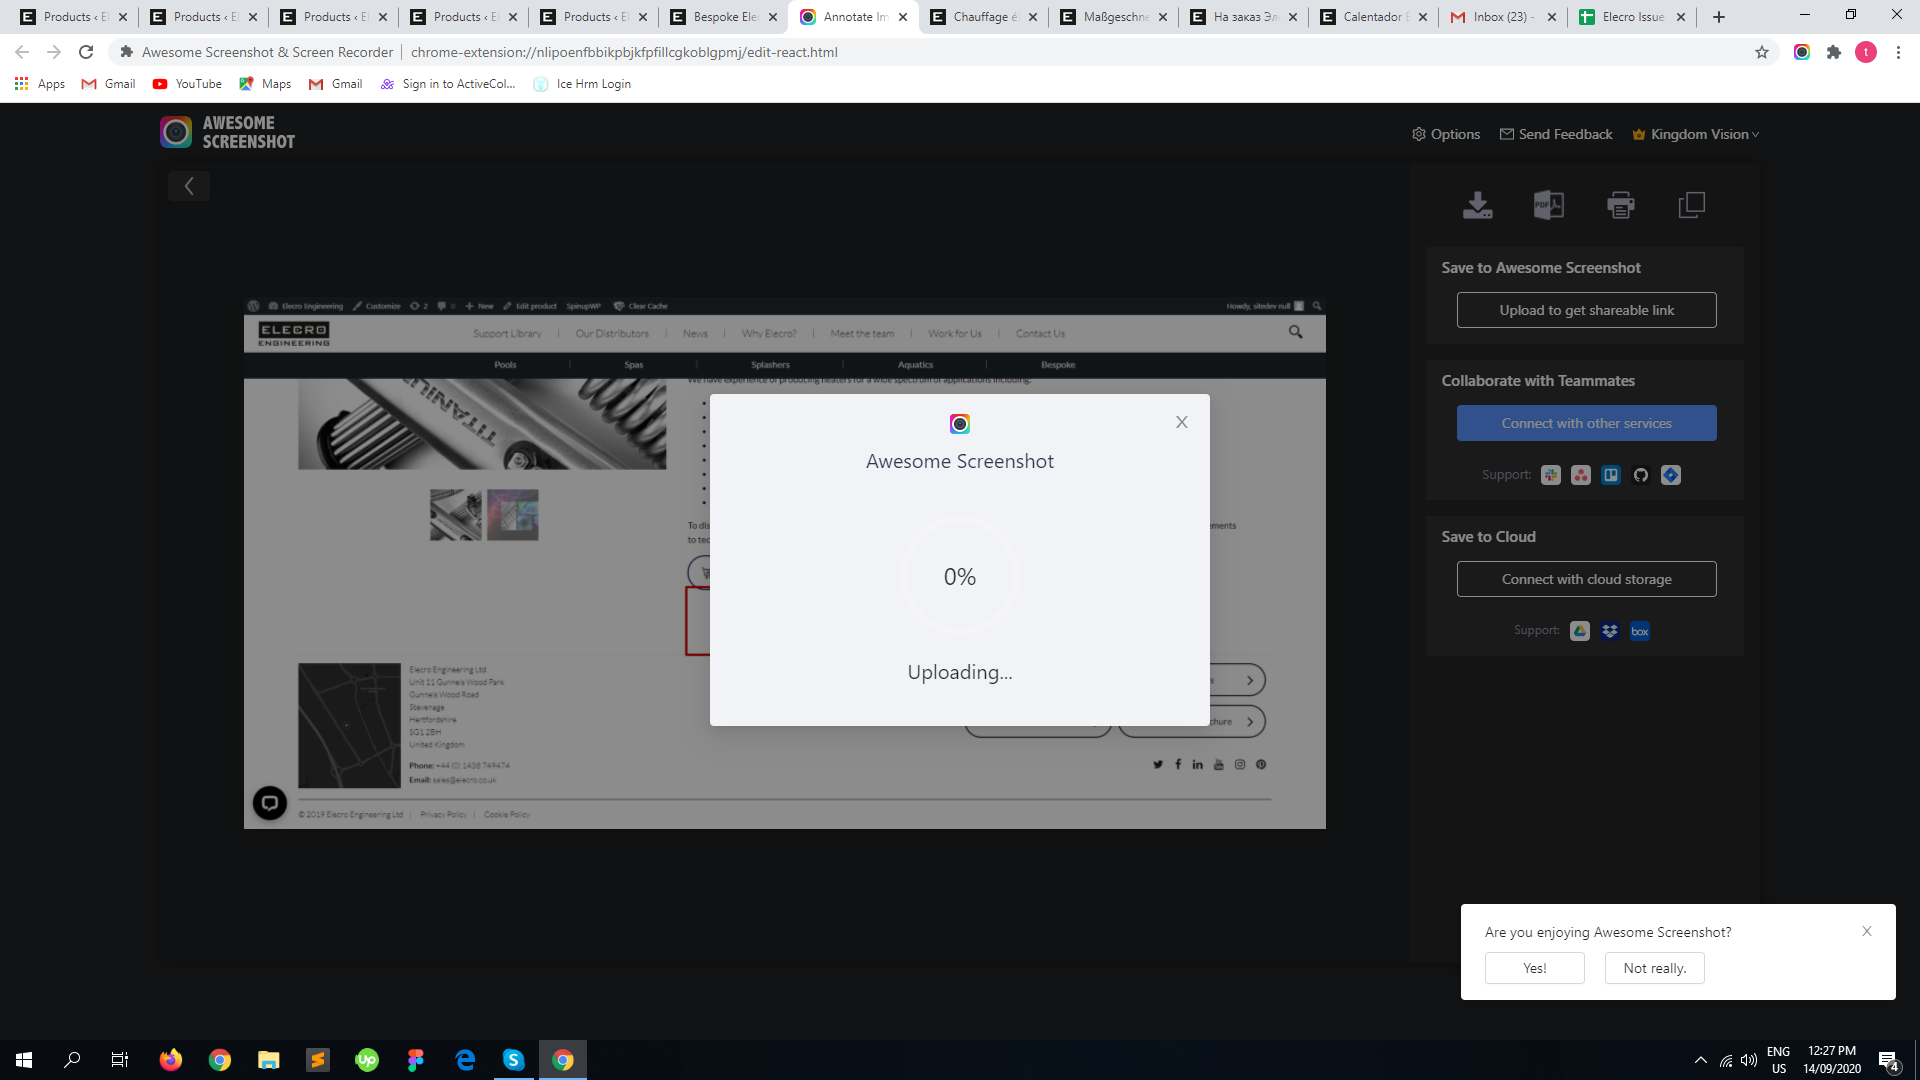 Products ‹ El
Products ‹ El
Products ‹ El
Products ‹ El
Products ‹ El
Bespoke Elec
Annotate Im
Chauffage él
Maßgeschne
На заказ Эл
Calentador E
Inbox (23) -
Elecro Issue
Awesome Screenshot & Screen Recorder
chrome-extension://nlipoenfbbikpbjkfpfillcgkoblgpmj/edit-react.html
t
Apps
Gmail
YouTube
Maps
Gmail
Sign in to ActiveCol...
Ice Hrm Login
AWESOME
SCREENSHOT
Options
Send Feedback
Kingdom Vision
PDF
Save to Awesome Screenshot
Upload to get shareable link
Collaborate with Teammates
Connect with other services
Support:
Save to Cloud
Connect with cloud storage
Support:
box
Elecro Engineering
Customize
2
0
New
Edit product
SpinupWP
Clear Cache
Howdy, sitedev null
ELECRO
ENGINEERING
Support Library
Our Distributors
News
Why Elecro?
Meet the team
Work for Us
Contact Us
Pools
Spas
Splashers
Aquatics
Bespoke
We have experience of producing heaters for a wide spectrum of applications including:
TITANIUM
To dis
ements
to tec
Awesome Screenshot
0%
Uploading...
Elecro Engineering Ltd
Unit 11 Gunnels Wood Park
Gunnels Wood Road
Stevenage
Hertfordshire
SG1 2BH
United Kingdom
Phone: +44 (0) 1438 749474
Email: sales@elecro.co.uk
s
chure
© 2019 Elecro Engineering Ltd
Privacy Policy
Cookie Policy
Are you enjoying Awesome Screenshot?
Yes!
Not really.
ENG
US
12:27 PM
14/09/2020
4